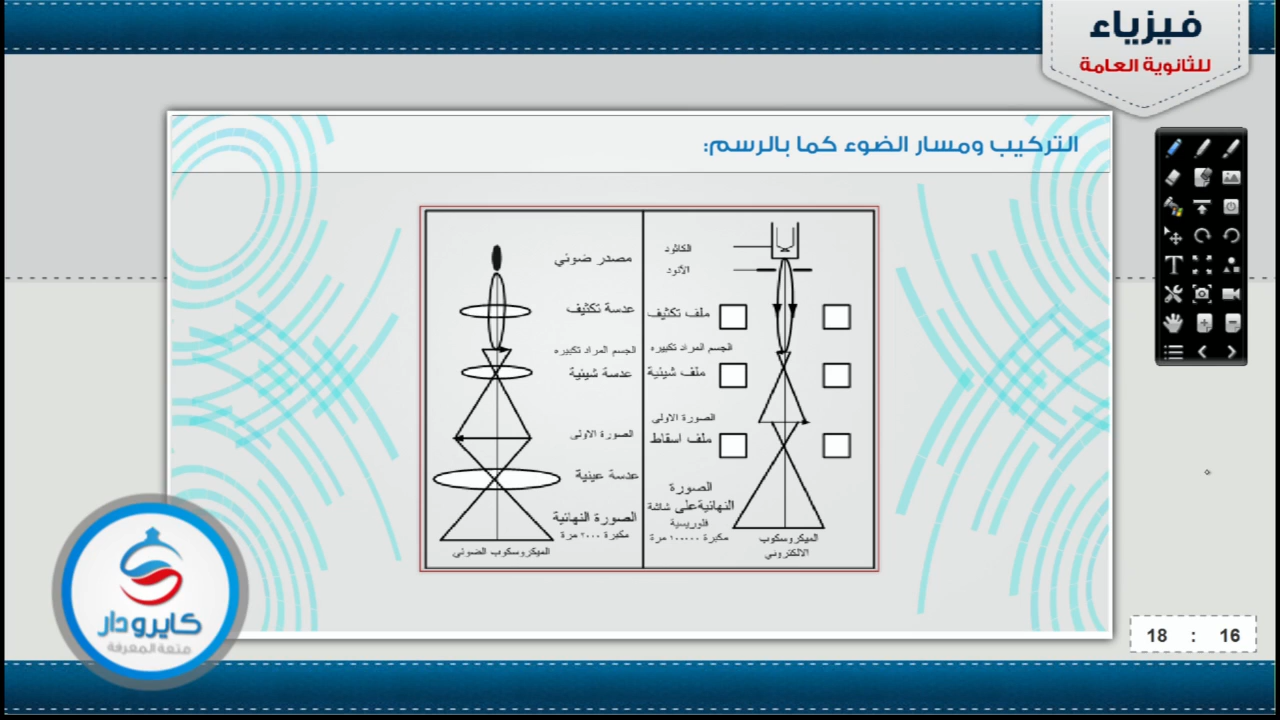 فيزياء
للثانوية العامة
التركيب ومسار الضوء كما بالرسم:
الكاثود
الأنود
ملف تكثيف
الجسم المراد تكبيره
ملف شيئية
الصورة الاولى
ملف اسقاط
الصورة
النهائية على شاشة
فلوريسية
مكبرة ١٠٠٠٠٠ مرة
الميكروسكوب
الالكتروني
مصدر ضوئي
عدسة تكثيف
الجسم المراد تكبيره
عدسة شيئية
الصورة الاولى
عدسة عينية
الصورة النهائية
مكبرة ٢٠٠٠ مرة
الميكروسكوب الضوئي
كايرودار
متعة المعرفة
18 : 16